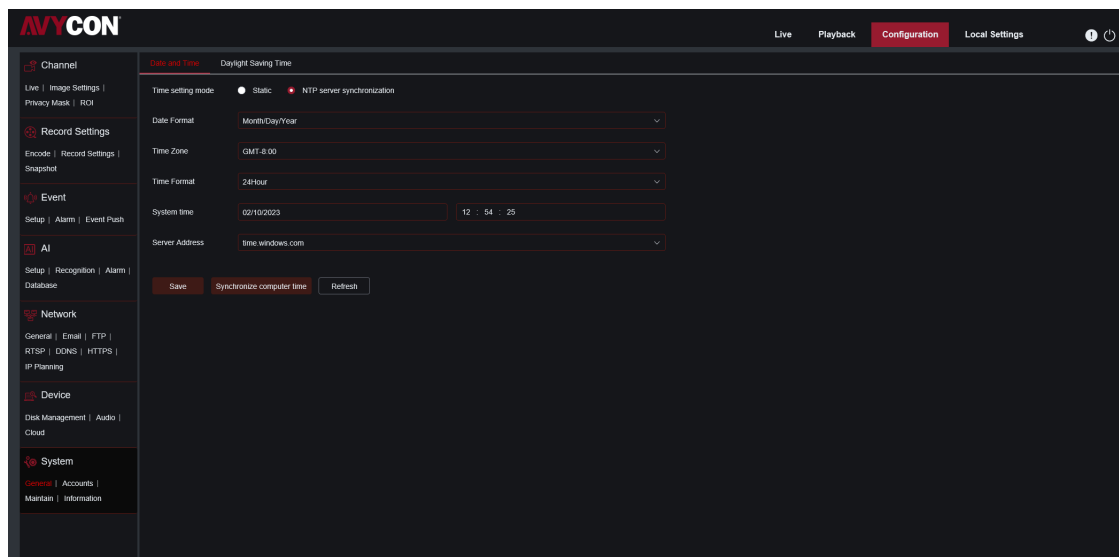 AVYCON
Live Playback Configuration Local Settings
Channel
Live | Image Settings |
Privacy Mask | ROI
Record Settings
Encode | Record Settings |
Snapshot
Event
Setup | Alarm | Event Push
AI AI
Setup | Recognition | Alarm |
Database
Network
General | Email | FTP |
RTSP | DDNS | HTTPS |
IP Planning
Device
Disk Management | Audio |
Cloud
System
General | Accounts |
Maintain | Information
Date and Time Daylight Saving Time
Time setting mode Static NTP server synchronization
Date Format Month/Day/Year
Time Zone GMT-8:00
Time Format 24Hour
System time 02/10/2023 12 : 54 : 25
Server Address time.windows.com
Save Synchronize computer time Refresh